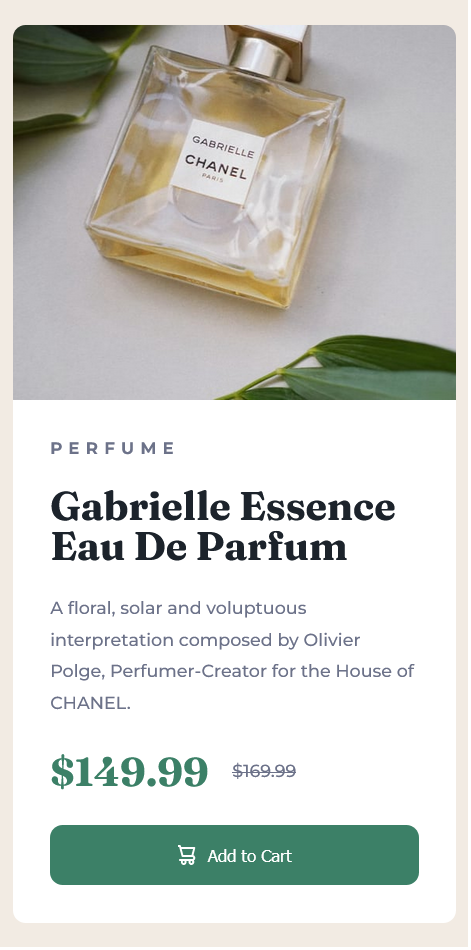 GABRIELLE
CHANEL
PARIS
PERFUME
Gabrielle Essence
Eau De Parfum
A floral, solar and voluptuous
interpretation composed by Olivier
Polge, Perfumer-Creator for the House of
CHANEL.
$149.99 $169.99
Add to Cart